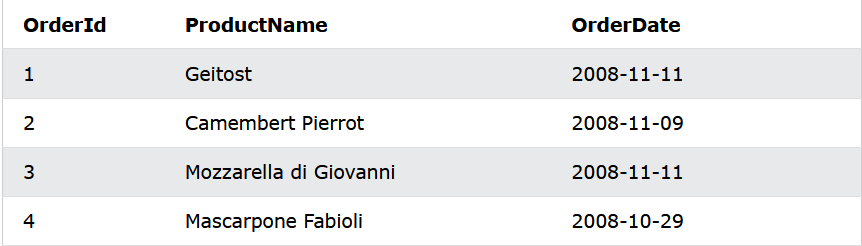 OrderId ProductName OrderDate
1 Geitost 2008-11-11
2 Camembert Pierrot 2008-11-09
3 Mozzarella di Giovanni 2008-11-11
4 Mascarpone Fabioli 2008-10-29